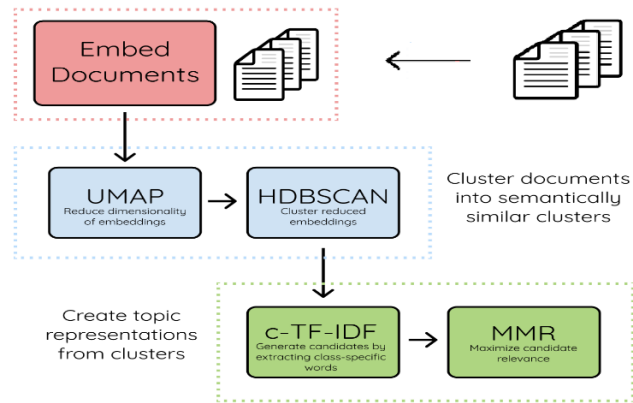 Embed
Documents
UMAP
Reduce dimensionality
of embeddings
HDBSCAN
Cluster reduced
embeddings
Cluster documents
into semantically
similar clusters
Create topic
representations
from clusters
c-TF-IDF
Generate candidates by
extracting class-specific
words
MMR
Maximize candidate
relevance